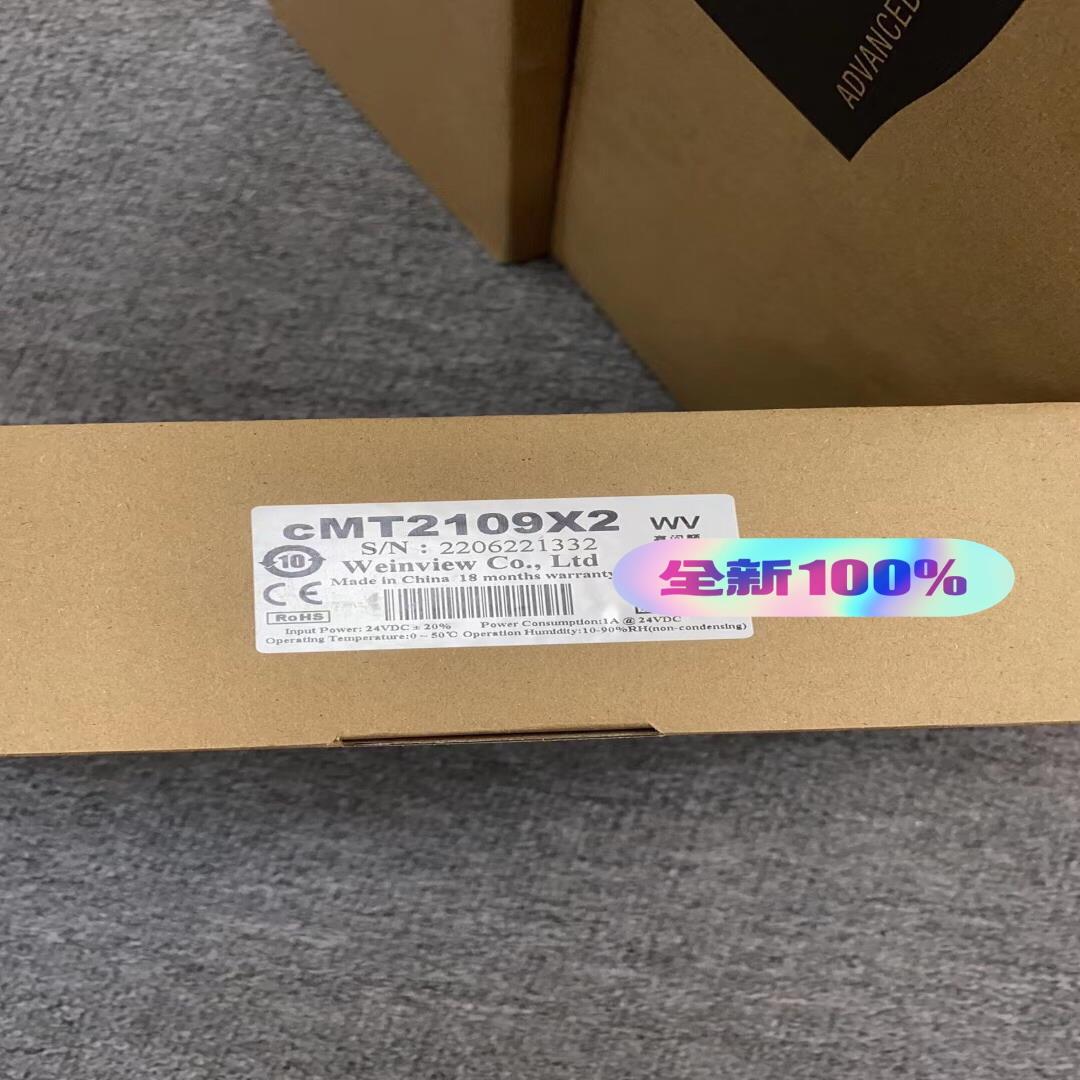 ADVANCED
cMT2109X2
WV
S/N : 2206221332
Weinview Co., Ltd
10
Made in China 18 months warranty
CE
RoHS
全新100%
Input Power: 24VDC ± 20% Power Consumption:1A @ 24VDC
Operating Temperature:0 ~ 50℃ Operation Humidity:10-90%RH(non-condensing)